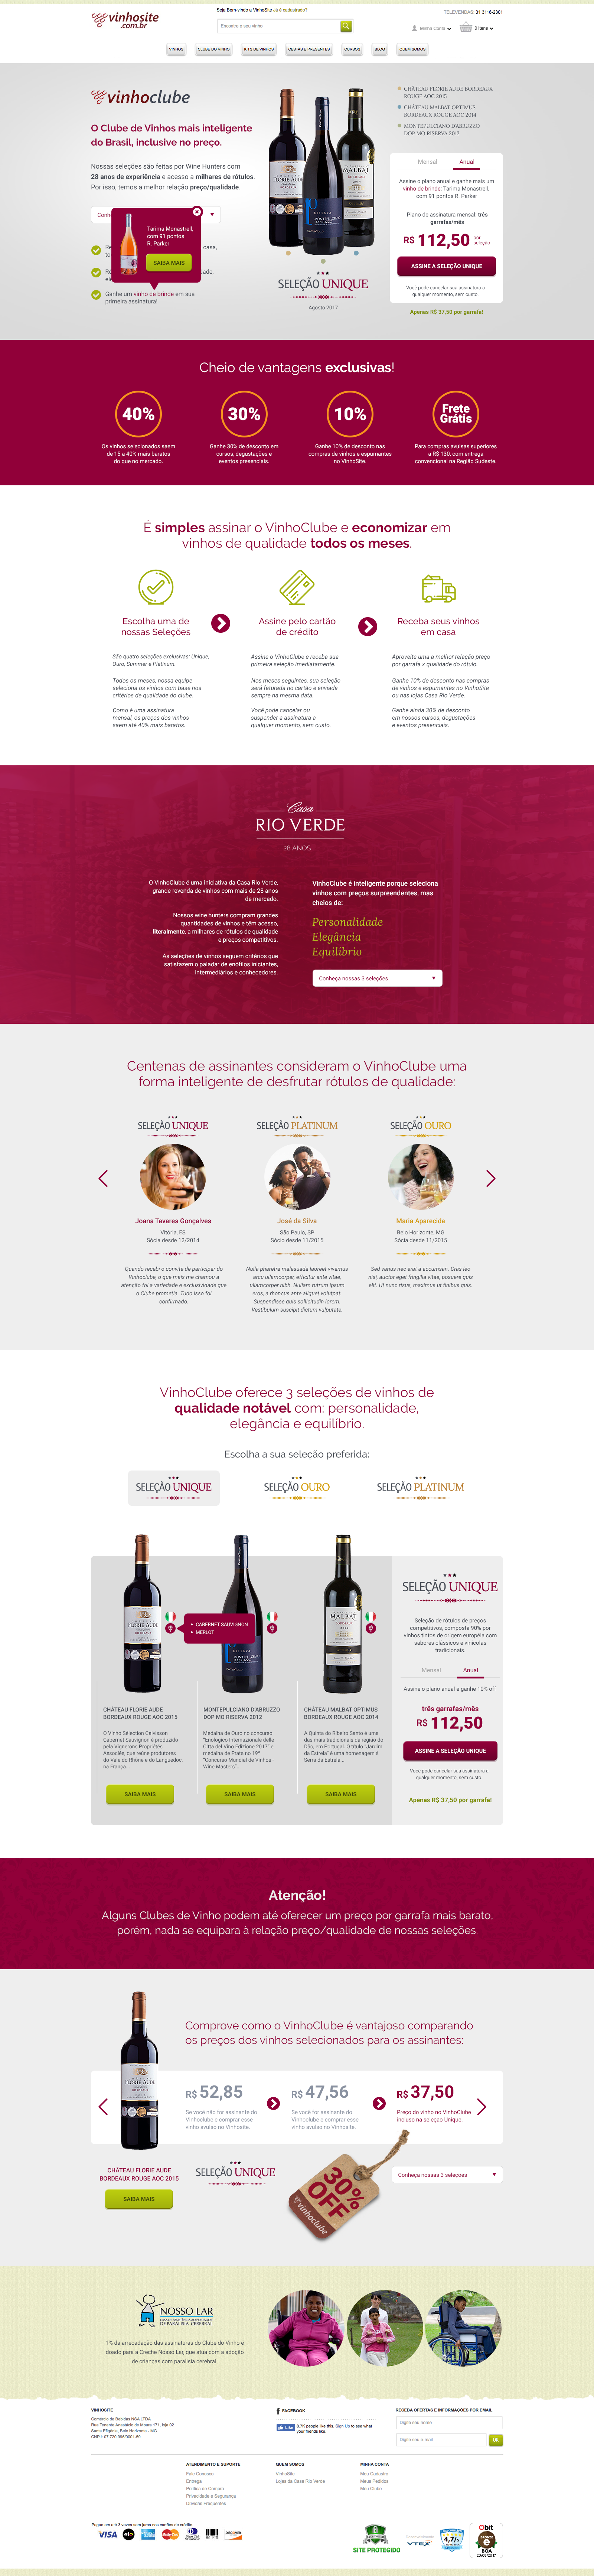 vinhosite
.com.br
Seja Bem-vindo a VinhoSite Já é cadastrado?
TELEVENDAS: 31 3116-2301
Encontre o seu vinho
Minha Conta
0 itens
VINHOS
CLUBE DO VINHO
KITS DE VINHOS
CESTAS E PRESENTES
CURSOS
BLOG
QUEM SOMOS
vinhoclube
O Clube de Vinhos mais inteligente
do Brasil, inclusive no preço.
Nossas seleções são feitas por Wine Hunters com
28 anos de experiência e acesso a milhares de rótulos.
Por isso, temos a melhor relação preço/qualidade.
Tarima Monastrell,
com 91 pontos
R. Parker
SAIBA MAIS
casa,
Ganhe um vinho de brinde em sua
primeira assinatura!
FLORIE AUDE
MALBAT
SELEÇÃO UNIQUE
Agosto 2017
CHÂTEAU FLORIE AUDE BORDEAUX
ROUGE AOC 2015
CHÂTEAU MALBAT OPTIMUS
BORDEAUX ROUGE AOC 2014
MONTEPULCIANO D'ABRUZZO
DOP MO RISERVA 2012
Mensal
Anual
Assine o plano anual e ganhe mais um
vinho de brinde: Tarima Monastrell,
com 91 pontos R. Parker
Plano de assinatura mensal: três
garrafas/mês
R$ 112,50 por
seleção
ASSINE A SELEÇÃO UNIQUE
Você pode cancelar sua assinatura a
qualquer momento, sem custo.
Apenas R$ 37,50 por garrafa!
Cheio de vantagens exclusivas!
40%
Os vinhos selecionados saem
de 15 a 40% mais baratos
do que no mercado.
30%
Ganhe 30% de desconto em
cursos, degustações e
eventos presenciais.
10%
Ganhe 10% de desconto nas
compras de vinhos e espumantes
no VinhoSite.
Frete
Grátis
Para compras avulsas superiores
a R$ 130, com entrega
convencional na Região Sudeste.
É simples assinar o VinhoClube e economizar em
vinhos de qualidade todos os meses.
Escolha uma de
nossas Seleções
São quatro seleções exclusivas: Unique,
Ouro, Summer e Platinum.
Todos os meses, nossa equipe
seleciona os vinhos com base nos
critérios de qualidade do clube.
Como é uma assinatura
mensal, os preços dos vinhos
saem até 40% mais baratos.
Assine pelo cartão
de crédito
Assine o VinhoClube e receba sua
primeira seleção imediatamente.
Nos meses seguintes, sua seleção
será faturada no cartão e enviada
sempre na mesma data.
Você pode cancelar ou
suspender a assinatura a
qualquer momento, sem custo.
Receba seus vinhos
em casa
Aproveite uma a melhor relação preço
por garrafa x qualidade do rótulo.
Ganhe 10% de desconto nas compras
de vinhos e espumantes no VinhoSite
ou nas lojas Casa Rio Verde.
Ganhe ainda 30% de desconto
em nossos cursos, degustações
e eventos presenciais.
Casa
RIO VERDE
28 ANOS
O VinhoClube é uma iniciativa da Casa Rio Verde,
grande revenda de vinhos com mais de 28 anos
de mercado.
Nossos wine hunters compram grandes
quantidades de vinhos e têm acesso,
literalmente, a milhares de rótulos de qualidade
e preços competitivos.
As seleções de vinhos seguem critérios que
satisfazem o paladar de enófilos iniciantes,
intermediários e conhecedores.
VinhoClube é inteligente porque seleciona
vinhos com preços surpreendentes, mas
cheios de:
Personalidade
Elegância
Equilíbrio
Conheça nossas 3 seleções
Centenas de assinantes consideram o VinhoClube uma
forma inteligente de desfrutar rótulos de qualidade:
SELEÇÃO UNIQUE
Joana Tavares Gonçalves
Vitória, ES
Sócia desde 12/2014
Quando recebi o convite de participar do
Vinhoclube, o que mais me chamou a
atenção foi a variedade e exclusividade que
o Clube prometia. Tudo isso foi
confirmado.
SELEÇÃO PLATINUM
José da Silva
São Paulo, SP
Sócio desde 11/2015
Nulla pharetra malesuada laoreet vivamus
arcu ullamcorper, efficitur ante vitae,
ullamcorper nibh. Nullam rutrum ipsum
eros, a rhoncus ante aliquet volutpat.
Suspendisse quis sollicitudin lorem.
Vestibulum suscipit dictum vulputate.
SELEÇÃO OURO
Maria Aparecida
Belo Horizonte, MG
Sócia desde 11/2015
Sed varius nec erat a accumsan. Cras leo
nisi, auctor eget fringilla vitae, posuere quis
elit. Ut nunc risus, maximus ut finibus quis.
VinhoClube oferece 3 seleções de vinhos de
qualidade notável com: personalidade,
elegância e equilíbrio.
Escolha a sua seleção preferida:
SELEÇÃO UNIQUE
SELEÇÃO OURO
SELEÇÃO PLATINUM
FLORIE AUDE
CABERNET SAUVIGNON
MERLOT
MALBAT
CHÂTEAU FLORIE AUDE
BORDEAUX ROUGE AOC 2015
O Vinho Sélection Calvisson
Cabernet Sauvignon é produzido
pela Vignerons Propriétés
Associés, que reúne produtores
do Vale do Rhône e do Languedoc,
na França...
SAIBA MAIS
MONTEPULCIANO D'ABRUZZO
DOP MO RISERVA 2012
Medalha de Ouro no concurso
"Enologico Internazionale delle
Citta del Vino Edizione 2017" e
medalha de Prata no 19º
"Concurso Mundial de Vinhos -
Wine Masters"...
SAIBA MAIS
CHÂTEAU MALBAT OPTIMUS
BORDEAUX ROUGE AOC 2014
A Quinta do Ribeiro Santo é uma
das mais tradicionais da região do
Dão, em Portugal. O título "Jardim
da Estrela" é uma homenagem à
Serra da Estrela...
SAIBA MAIS
SELEÇÃO UNIQUE
Seleção de rótulos de preços
competitivos, composta 90% por
vinhos tintos de origem européia com
sabores clássicos e vinícolas
tradicionais.
Mensal
Anual
Assine o plano anual e ganhe 10% off
três garrafas/mês
R$ 112,50
ASSINE A SELEÇÃO UNIQUE
Você pode cancelar sua assinatura a
qualquer momento, sem custo.
Apenas R$ 37,50 por garrafa!
Atenção!
Alguns Clubes de Vinho podem até oferecer um preço por garrafa mais barato,
porém, nada se equipara à relação preço/qualidade de nossas seleções.
Comprove como o VinhoClube é vantajoso comparando
os preços dos vinhos selecionados para os assinantes:
FLORIE AUDE
R$ 52,85
Se você não for assinante do
Vinhoclube e comprar esse
vinho avulso no Vinhosite.
R$ 47,56
Se você for assinante do
Vinhoclube e comprar esse
vinho avulso no Vinhosite.
R$ 37,50
Preço do vinho no VinhoClube
incluso na seleçao Unique.
CHÂTEAU FLORIE AUDE
BORDEAUX ROUGE AOC 2015
SAIBA MAIS
SELEÇÃO UNIQUE
30%
OFF
vinhoclube
Conheça nossas 3 seleções
NOSSO LAR
1% da arrecadação das assinaturas do Clube do Vinho é
doado para a Creche Nosso Lar, que atua com a adoção
de crianças com paralisia cerebral.
VINHOSITE
Comércio de Bebidas NSA LTDA
Rua Tenente Anastácio de Moura 171, loja 02
Santa Efigênia, Belo Horizonte - MG
FACEBOOK
Like
6.7K people like this. Sign Up to see what
your friends like.
RECEBA OFERTAS E INFORMAÇÕES POR EMAIL
Digite seu nome
Digite seu e-mail
OK
ATENDIMENTO E SUPORTE
Fale Conosco
Entrega
Política de Compra
Privacidade e Segurança
Dúvidas Frequentes
QUEM SOMOS
VinhoSite
Lojas da Casa Rio Verde
MINHA CONTA
Meu Cadastro
Meus Pedidos
Meu Clube
Pague em até 3 vezes sem juros nos cartões de crédito.
VISA
elo
DISCOVER
SITE PROTEGIDO
VTEX
4,7/5
Ebit
BOA